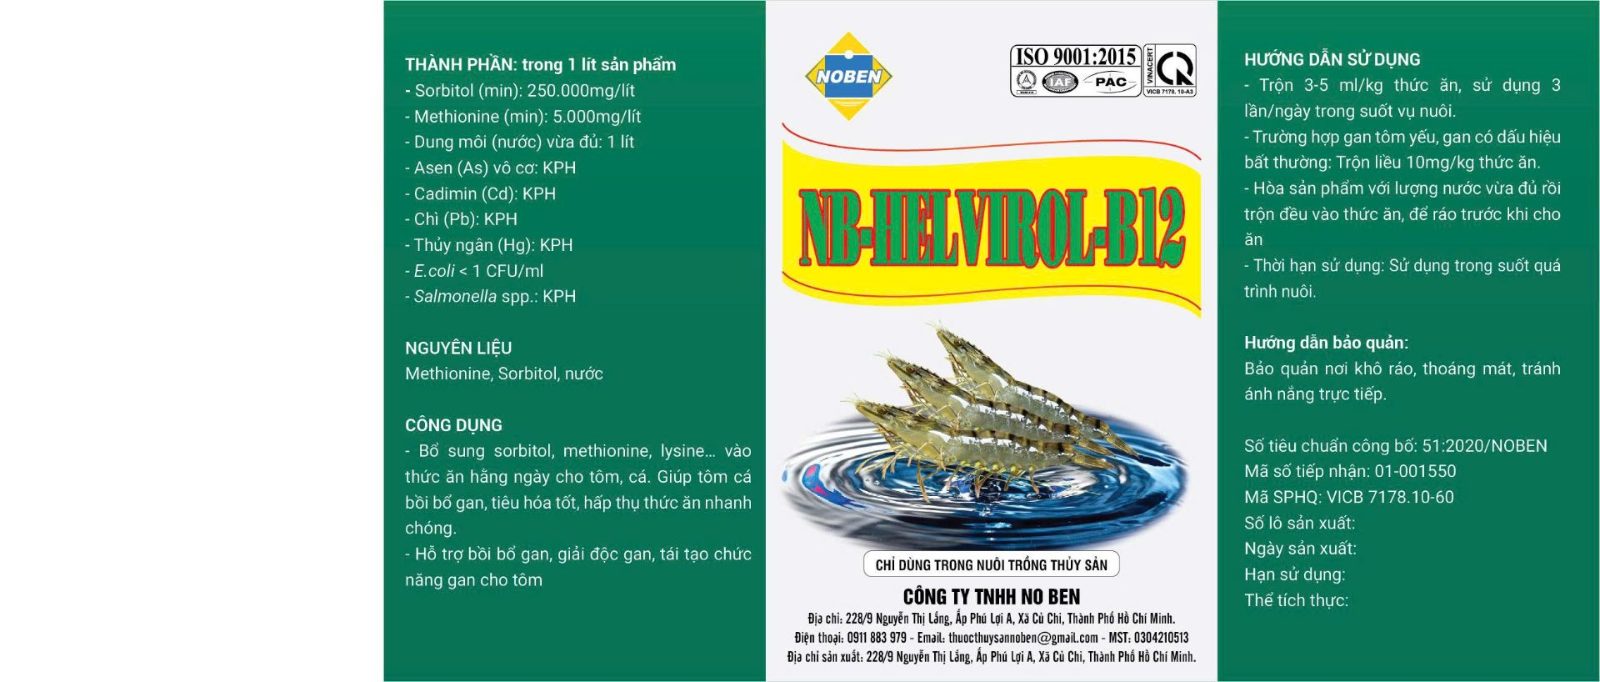 THÀNH PHẦN: trong 1 lít sản phẩm
- Sorbitol (min): 250.000mg/lít
- Methionine (min): 5.000mg/lít
- Dung môi (nước) vừa đủ: 1 lít
- Asen (As) vô cơ: KPH
- Cadimin (Cd): KPH
- Chì (Pb): KPH
- Thủy ngân (Hg): KPH
- E.coli < 1 CFU/ml
- Salmonella spp.: KPH
NGUYÊN LIỆU
Methionine, Sorbitol, nước
CÔNG DỤNG
- Bổ sung sorbitol, methionine, lysine... vào
thức ăn hằng ngày cho tôm, cá. Giúp tôm cá
bồi bổ gan, tiêu hóa tốt, hấp thụ thức ăn nhanh
chóng.
- Hỗ trợ bồi bổ gan, giải độc gan, tái tạo chức
năng gan cho tôm
NOBEN
ISO 9001:2015
IAF
PAC
VINACERT
VICB 7178. 10-A3
NB-HELVIROL-B12
CHỈ DÙNG TRONG NUÔI TRỒNG THỦY SẢN
CÔNG TY TNHH NO BEN
Địa chỉ: 228/9 Nguyễn Thị Lắng, Ấp Phú Lợi A, Xã Củ Chi, Thành Phố Hồ Chí Minh.
Điện thoại: 0911 883 979 - Email: thuocthuysannoben@gmail.com - MST: 0304210513
Địa chỉ sản xuất: 228/9 Nguyễn Thị Lắng, Ấp Phú Lợi A, Xã Củ Chi, Thành Phố Hồ Chí Minh.
HƯỚNG DẪN SỬ DỤNG
- Trộn 3-5 ml/kg thức ăn, sử dụng 3
lần/ngày trong suốt vụ nuôi.
- Trường hợp gan tôm yếu, gan có dấu hiệu
bất thường: Trộn liều 10mg/kg thức ăn.
- Hòa sản phẩm với lượng nước vừa đủ rồi
trộn đều vào thức ăn, để ráo trước khi cho
ăn
- Thời hạn sử dụng: Sử dụng trong suốt quá
trình nuôi.
Hướng dẫn bảo quản:
Bảo quản nơi khô ráo, thoáng mát, tránh
ánh nắng trực tiếp.
Số tiêu chuẩn công bố: 51:2020/NOBEN
Mã số tiếp nhận: 01-001550
Mã SPHQ: VICB 7178.10-60
Số lô sản xuất:
Ngày sản xuất:
Hạn sử dụng:
Thể tích thực: